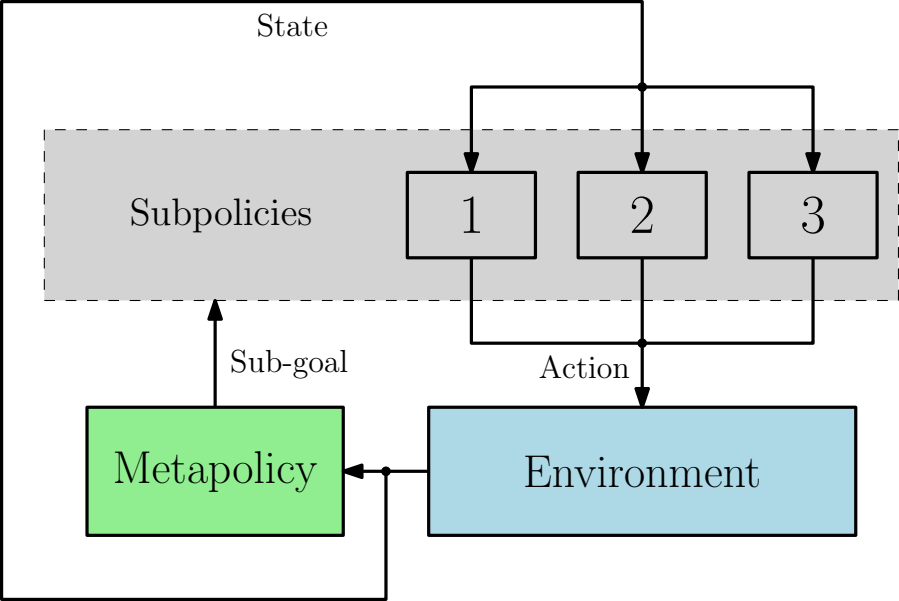 State
Subpolicies
1
2
3
Sub-goal
Action
Metapolicy
Environment